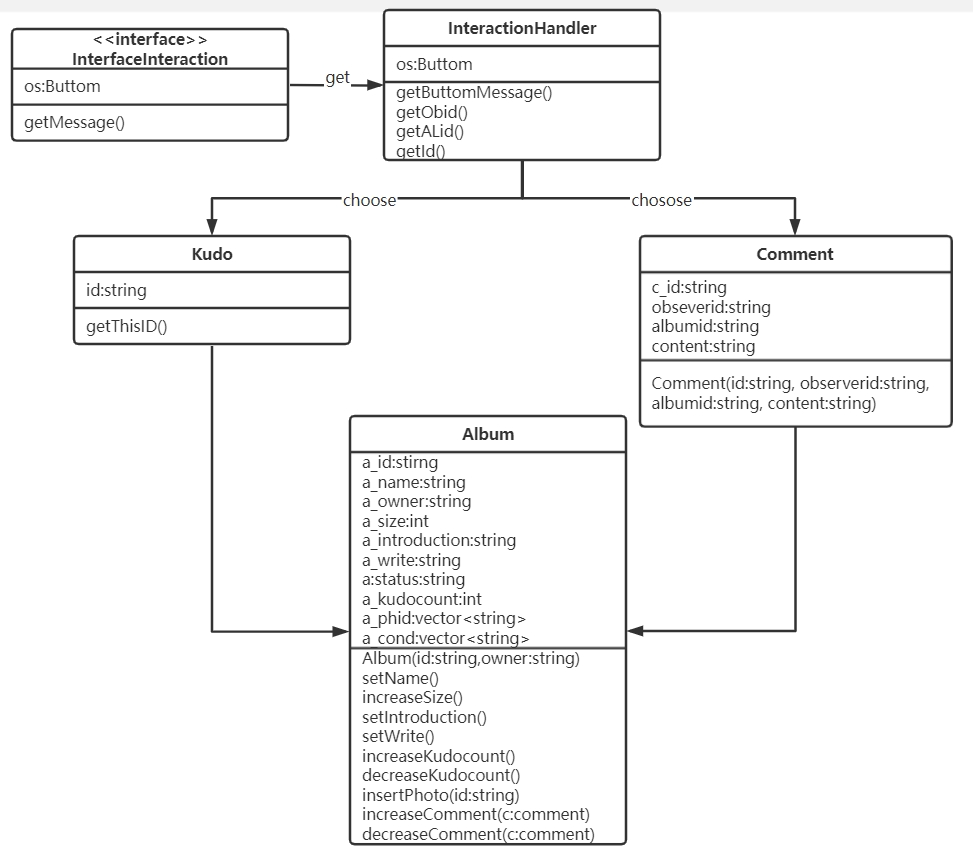 <<interface>>
InterfaceInteraction
os:Buttom
getMessage()
get
InteractionHandler
os:Buttom
getButtomMessage()
getObid()
getALid()
getId()
choose
chosose
Kudo
id:string
getThisID()
Comment
c_id:string
obseverid:string
albumid:string
content:string
Comment(id:string, observerid:string,
albumid:string, content:string)
Album
a_id:stirng
a_name:string
a_owner:string
a_size:int
a_introduction:string
a_write:string
a:status:string
a_kudocount:int
a_phid:vector<string>
a_cond:vector<string>
Album(id:string,owner:string)
setName()
increaseSize()
setIntroduction()
setWrite()
increaseKudocount()
decreaseKudocount()
insertPhoto(id:string)
increaseComment(c:comment)
decreaseComment(c:comment)